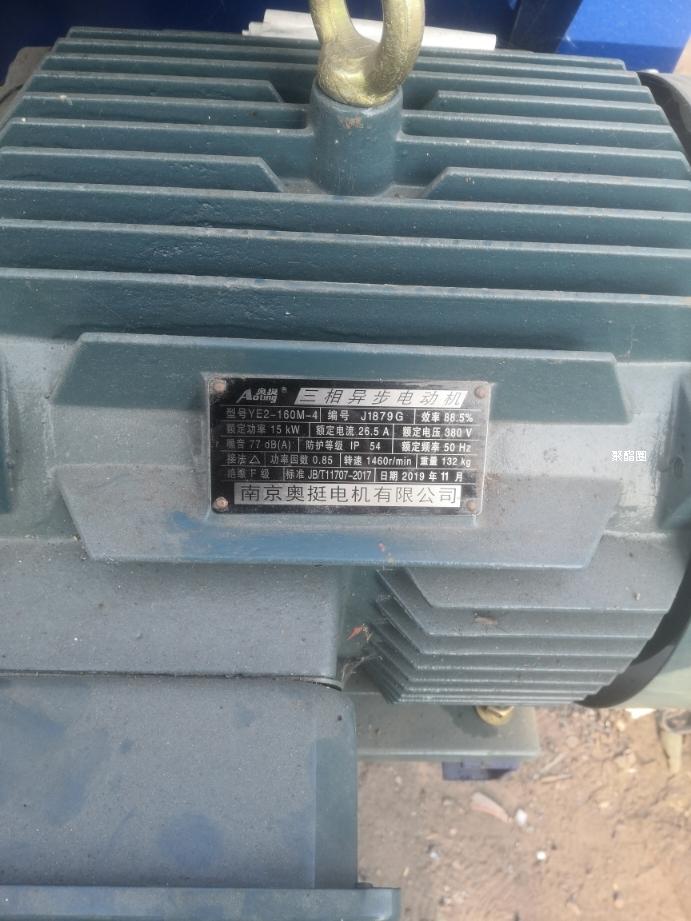 奥挺
Aoting ® 三相异步电动机
型号 YE2-160M-4 编号 J1879G 效率 88.5%
额定功率 15 kW 额定电流 26.5 A 额定电压 380 V
噪音 77 dB(A) 防护等级 IP 54 额定频率 50 Hz
接法 △ 功率因数 0.85 转速 1460r/min 重量 132 kg
绝缘 F 级 标准 JB/T11707-2017 日期 2019 年 11 月
南京奥挺电机有限公司
聚酯圈